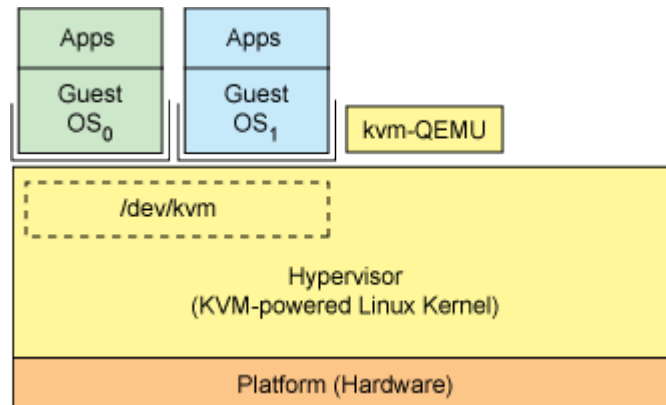 Apps
Guest
OS0
Apps
Guest
OS1
kvm-QEMU
/dev/kvm
Hypervisor
(KVM-powered Linux Kernel)
Platform (Hardware)